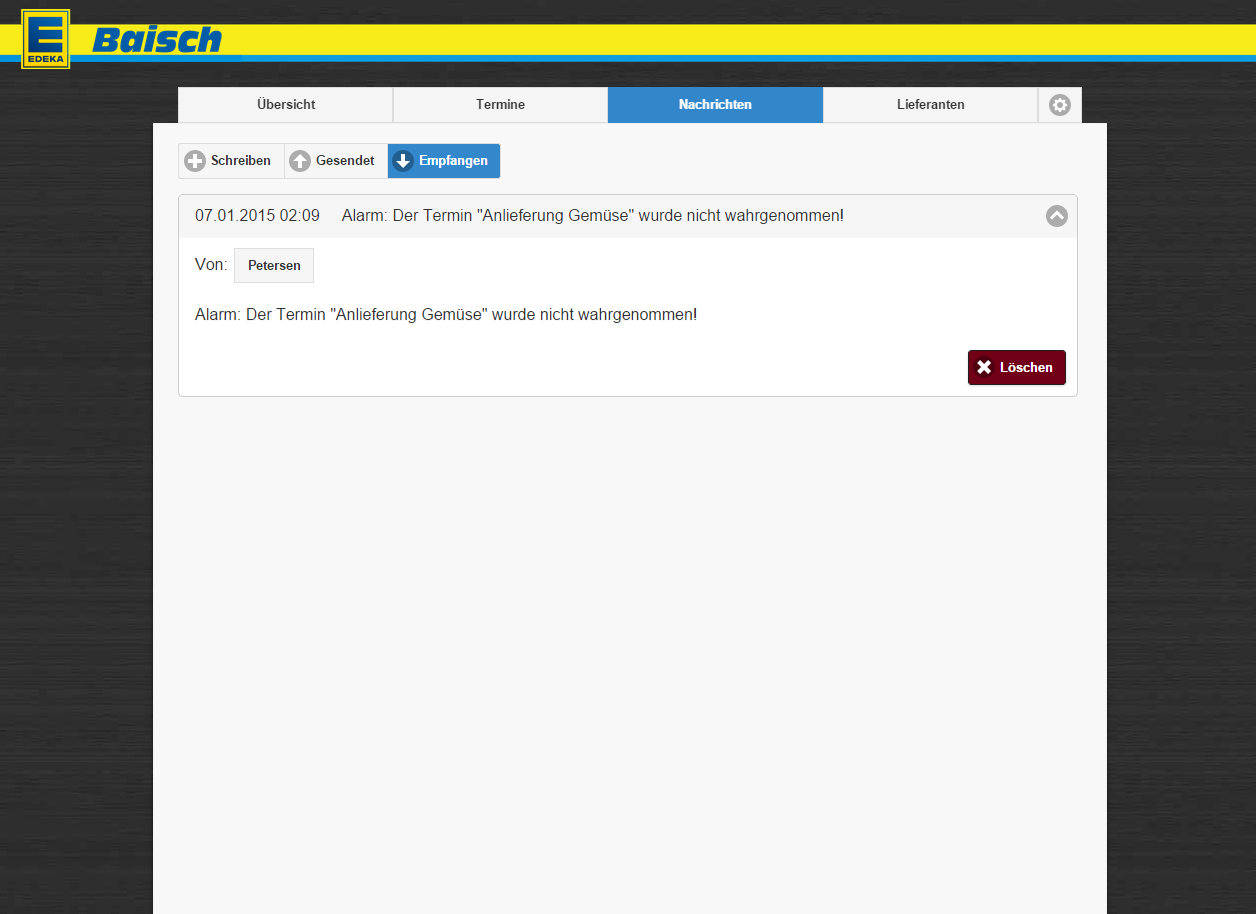 EDEKA
Baisch
Übersicht Termine Nachrichten Lieferanten
Schreiben Gesendet Empfangen
07.01.2015 02:09 Alarm: Der Termin "Anlieferung Gemüse" wurde nicht wahrgenommen!
Von: Petersen
Alarm: Der Termin "Anlieferung Gemüse" wurde nicht wahrgenommen!
Löschen